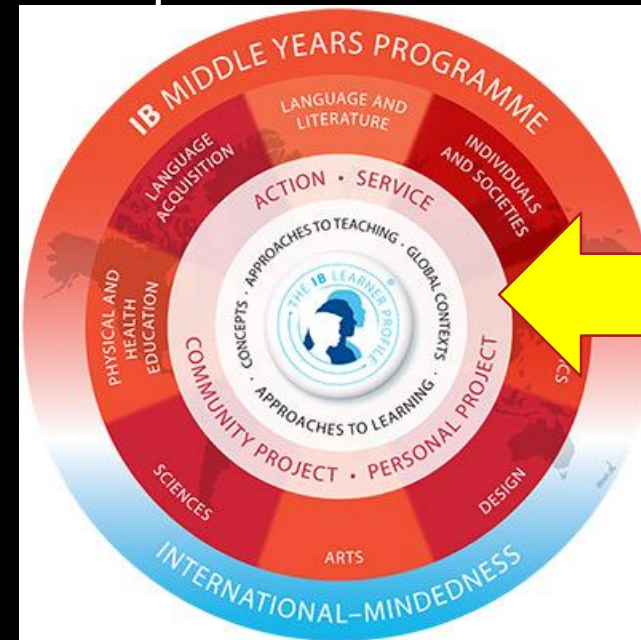 IB MIDDLE YEARS PROGRAMME
LANGUAGE AND
LITERATURE
LANGUAGE
ACQUISITION
INDIVIDUALS
AND SOCIETIES
PHYSICAL AND
HEALTH
EDUCATION
CS
SCIENCES
ARTS
DESIGN
ACTION · SERVICE
COMMUNITY PROJECT · PERSONAL PROJECT
APPROACHES TO TEACHING · GLOBAL CONTEXTS ·
CONCEPTS · APPROACHES TO LEARNING ·
THE IB LEARNER PROFILE
®
INTERNATIONAL–MINDEDNESS